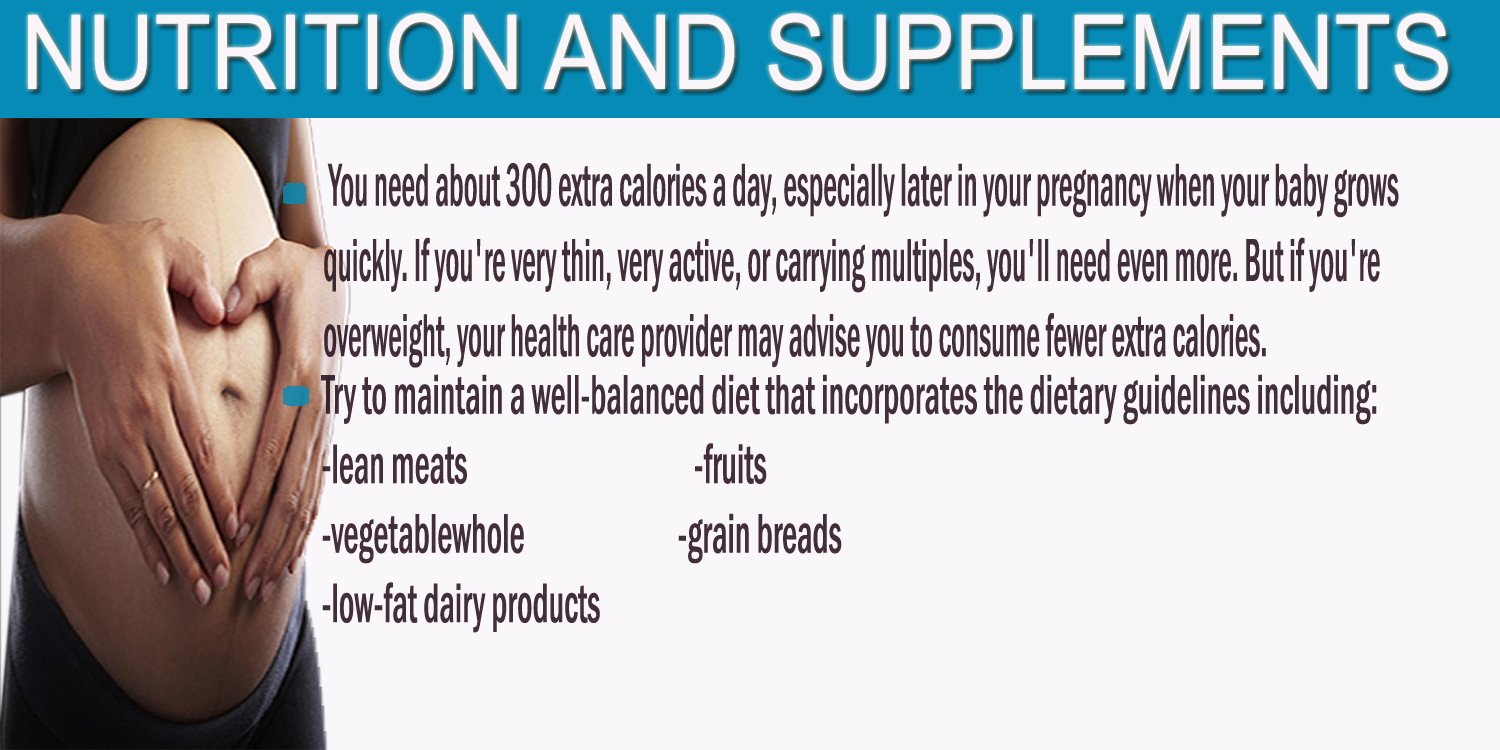 NUTRITION AND SUPPLEMENTS
You need about 300 extra calories a day, especially later in your pregnancy when your baby grows
quickly. If you're very thin, very active, or carrying multiples, you'll need even more. But if you're
overweight, your health care provider may advise you to consume fewer extra calories.
Try to maintain a well-balanced diet that incorporates the dietary guidelines including:
-lean meats -fruits
-vegetablewhole -grain breads
-low-fat dairy products